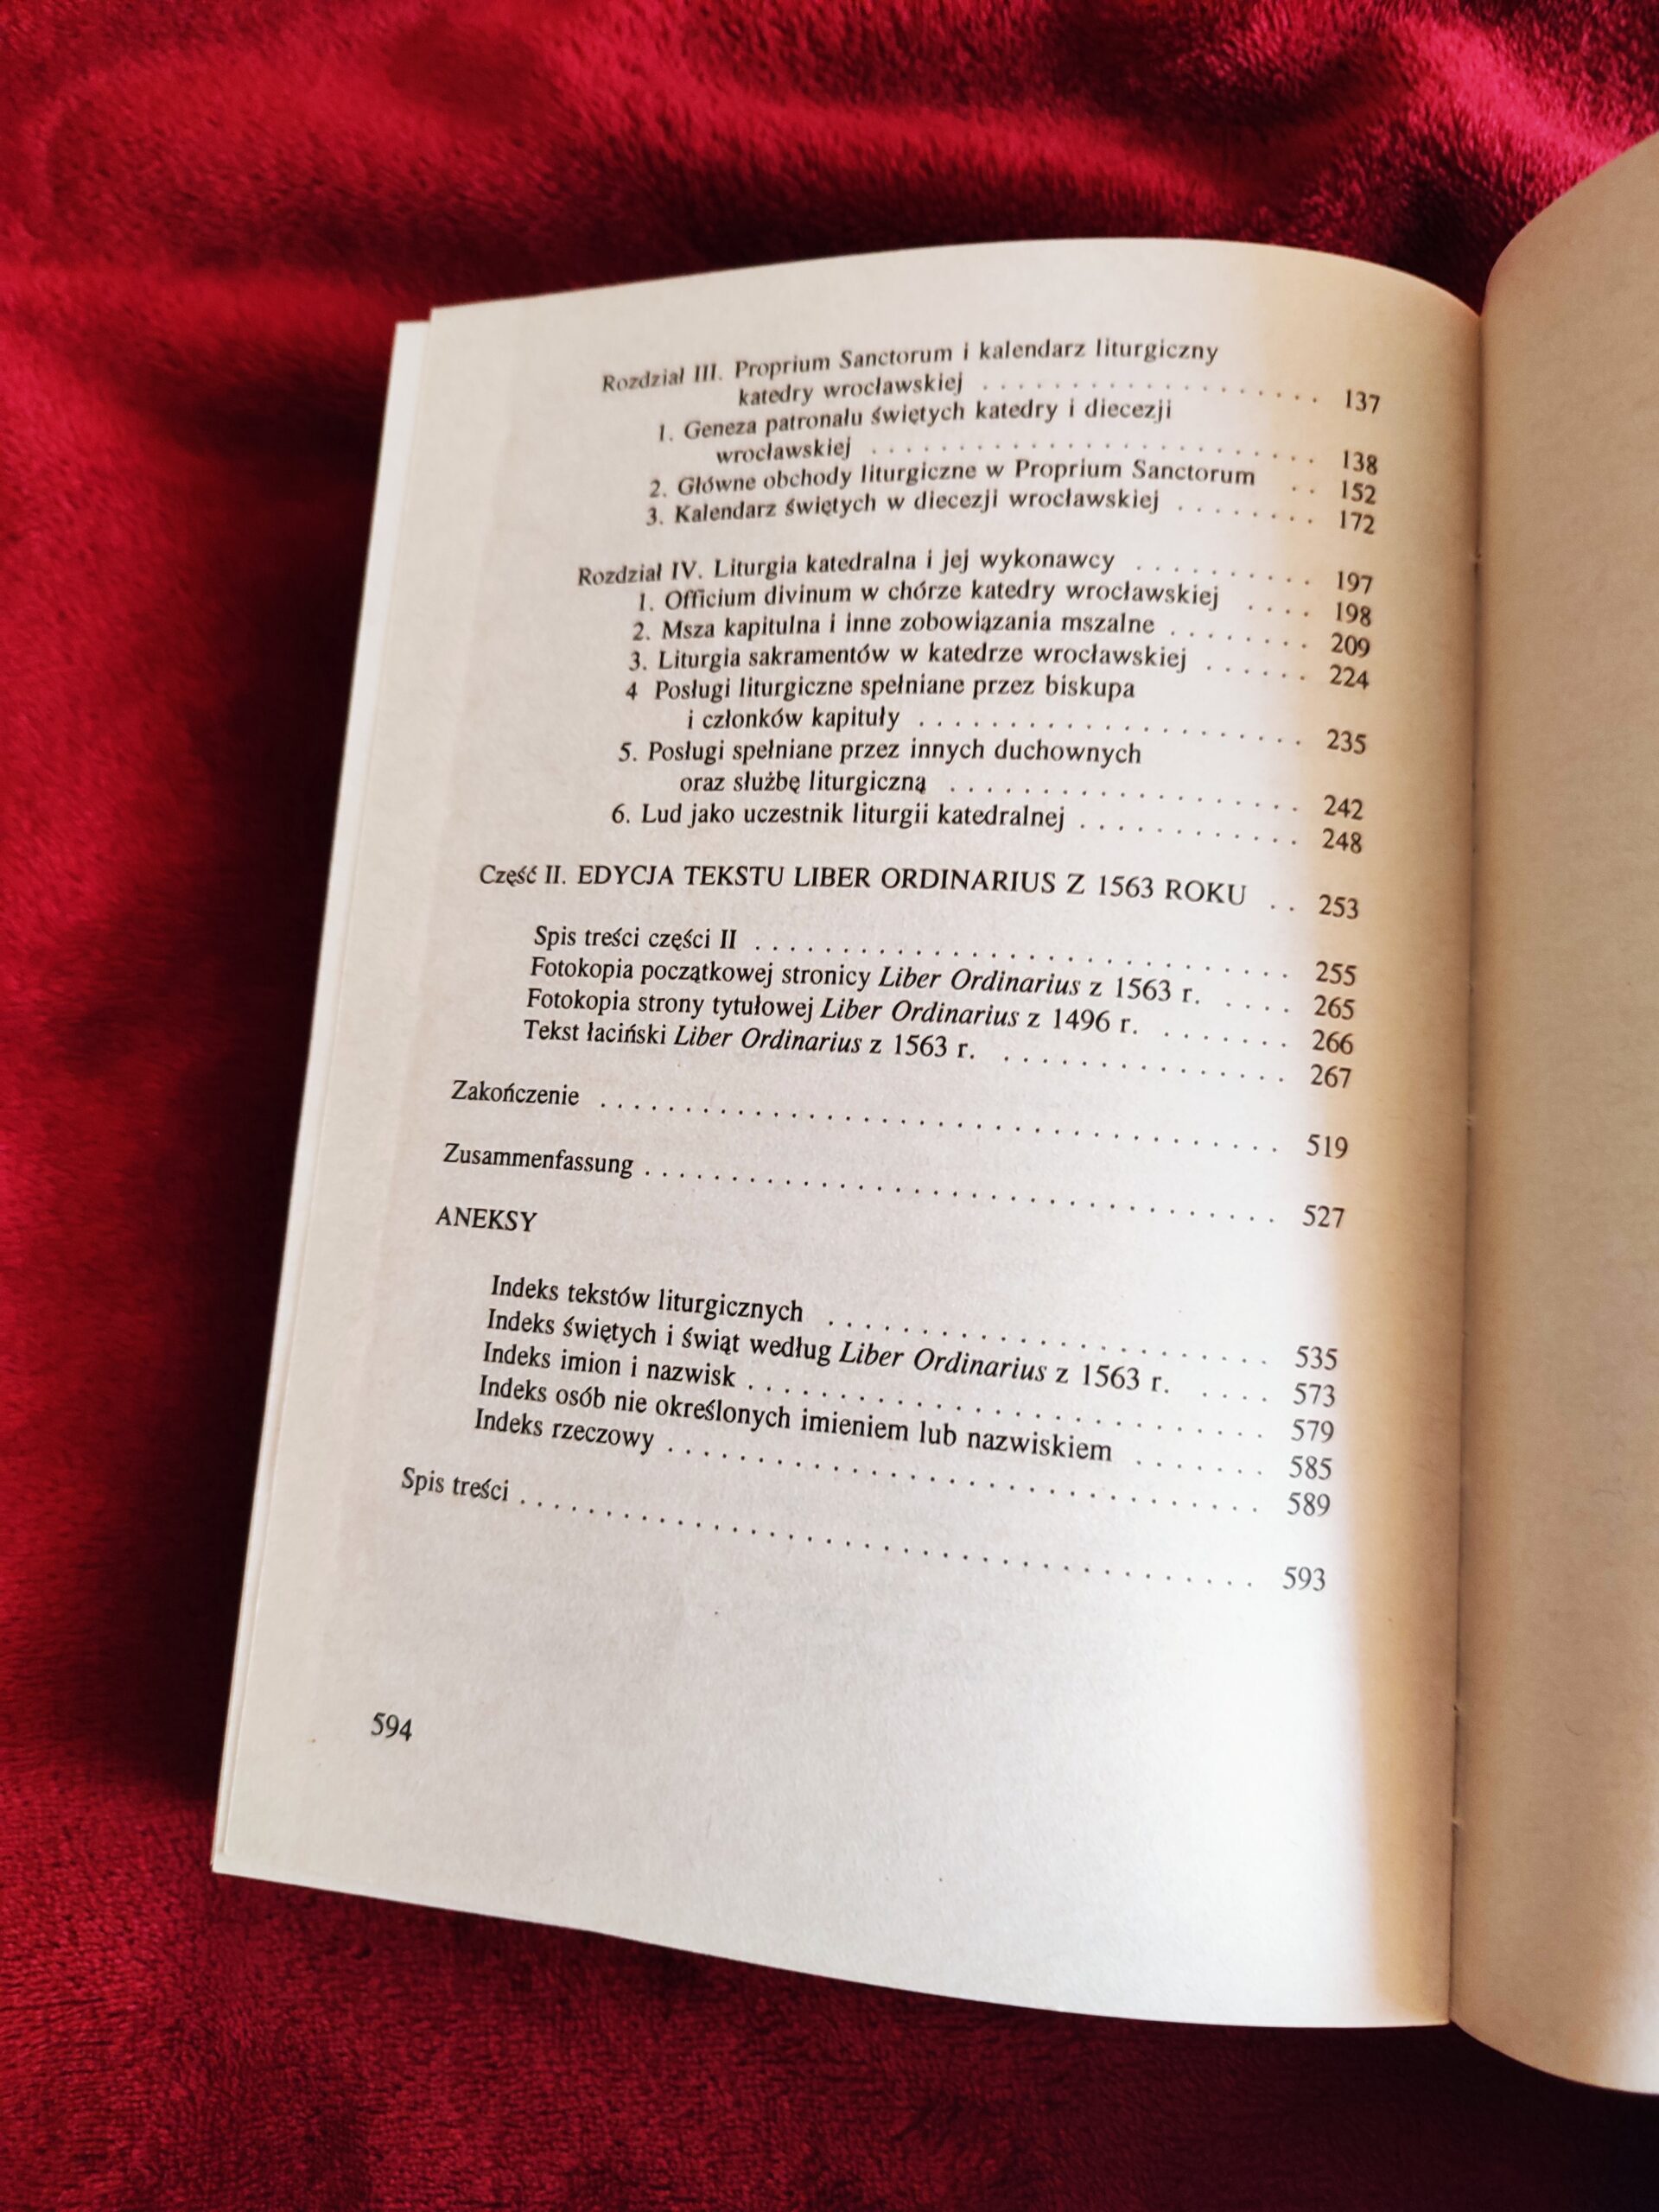 Rozdział III. Proprium Sanctorum i kalendarz liturgiczny
katedry wrocławskiej . . . . . . . . . . . . . . . . . . . 137
1. Geneza patronału świętych katedry i diecezji
wrocławskiej . . . . . . . . . . . . . . . . . . . . . . . . 138
2. Główne obchody liturgiczne w Proprium Sanctorum . . 152
3. Kalendarz świętych w diecezji wrocławskiej . . . . . . . . 172
Rozdział IV. Liturgia katedralna i jej wykonawcy . . . . . . . . . . 197
1. Officium divinum w chórze katedry wrocławskiej . . . . 198
2. Msza kapitulna i inne zobowiązania mszalne . . . . . . . . 209
3. Liturgia sakramentów w katedrze wrocławskiej . . . . . . 224
4 Posługi liturgiczne spełniane przez biskupa
i członków kapituły . . . . . . . . . . . . . . . . . . . . . 235
5. Posługi spełniane przez innych duchownych
oraz służbę liturgiczną . . . . . . . . . . . . . . . . . . . 242
6. Lud jako uczestnik liturgii katedralnej . . . . . . . . . . . . 248
Część II. EDYCJA TEKSTU LIBER ORDINARIUS Z 1563 ROKU . . 253
Spis treści części II . . . . . . . . . . . . . . . . . . . . . . . . . . . 255
Fotokopia początkowej stronicy Liber Ordinarius z 1563 r. . . . . 265
Fotokopia strony tytułowej Liber Ordinarius z 1496 r. . . . . . . . 266
Tekst łaciński Liber Ordinarius z 1563 r. . . . . . . . . . . . . . . . 267
Zakończenie . . . . . . . . . . . . . . . . . . . . . . . . . . . . . . . . . 519
Zusammenfassung . . . . . . . . . . . . . . . . . . . . . . . . . . . . . . 527
ANEKSY
Indeks tekstów liturgicznych . . . . . . . . . . . . . . . . . . . . . . . 535
Indeks świętych i świąt według Liber Ordinarius z 1563 r. . . . . 573
Indeks imion i nazwisk . . . . . . . . . . . . . . . . . . . . . . . . . . . 579
Indeks osób nie określonych imieniem lub nazwiskiem . . . . . . . 585
Indeks rzeczowy . . . . . . . . . . . . . . . . . . . . . . . . . . . . . . . 589
Spis treści . . . . . . . . . . . . . . . . . . . . . . . . . . . . . . . . . . . 593
594